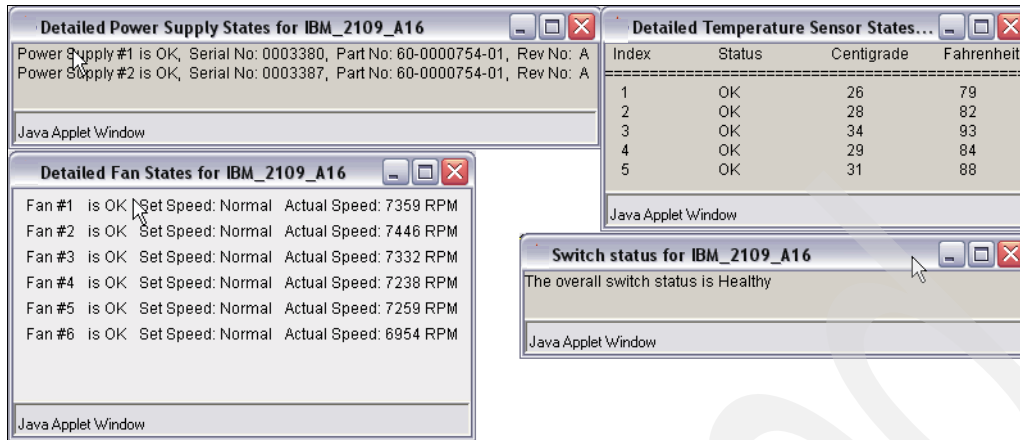 Detailed Power Supply States for IBM_2109_A16
Power Supply #1 is OK, Serial No: 0003380, Part No: 60-0000754-01, Rev No: A
Power Supply #2 is OK, Serial No: 0003387, Part No: 60-0000754-01, Rev No: A
Java Applet Window
Detailed Temperature Sensor States...
Index Status Centigrade Fahrenheit
==================================================
1 OK 26 79
2 OK 28 82
3 OK 34 93
4 OK 29 84
5 OK 31 88
Java Applet Window
Detailed Fan States for IBM_2109_A16
Fan #1 is OK Set Speed: Normal Actual Speed: 7359 RPM
Fan #2 is OK Set Speed: Normal Actual Speed: 7446 RPM
Fan #3 is OK Set Speed: Normal Actual Speed: 7332 RPM
Fan #4 is OK Set Speed: Normal Actual Speed: 7238 RPM
Fan #5 is OK Set Speed: Normal Actual Speed: 7259 RPM
Fan #6 is OK Set Speed: Normal Actual Speed: 6954 RPM
Java Applet Window
Switch status for IBM_2109_A16
The overall switch status is Healthy
Java Applet Window